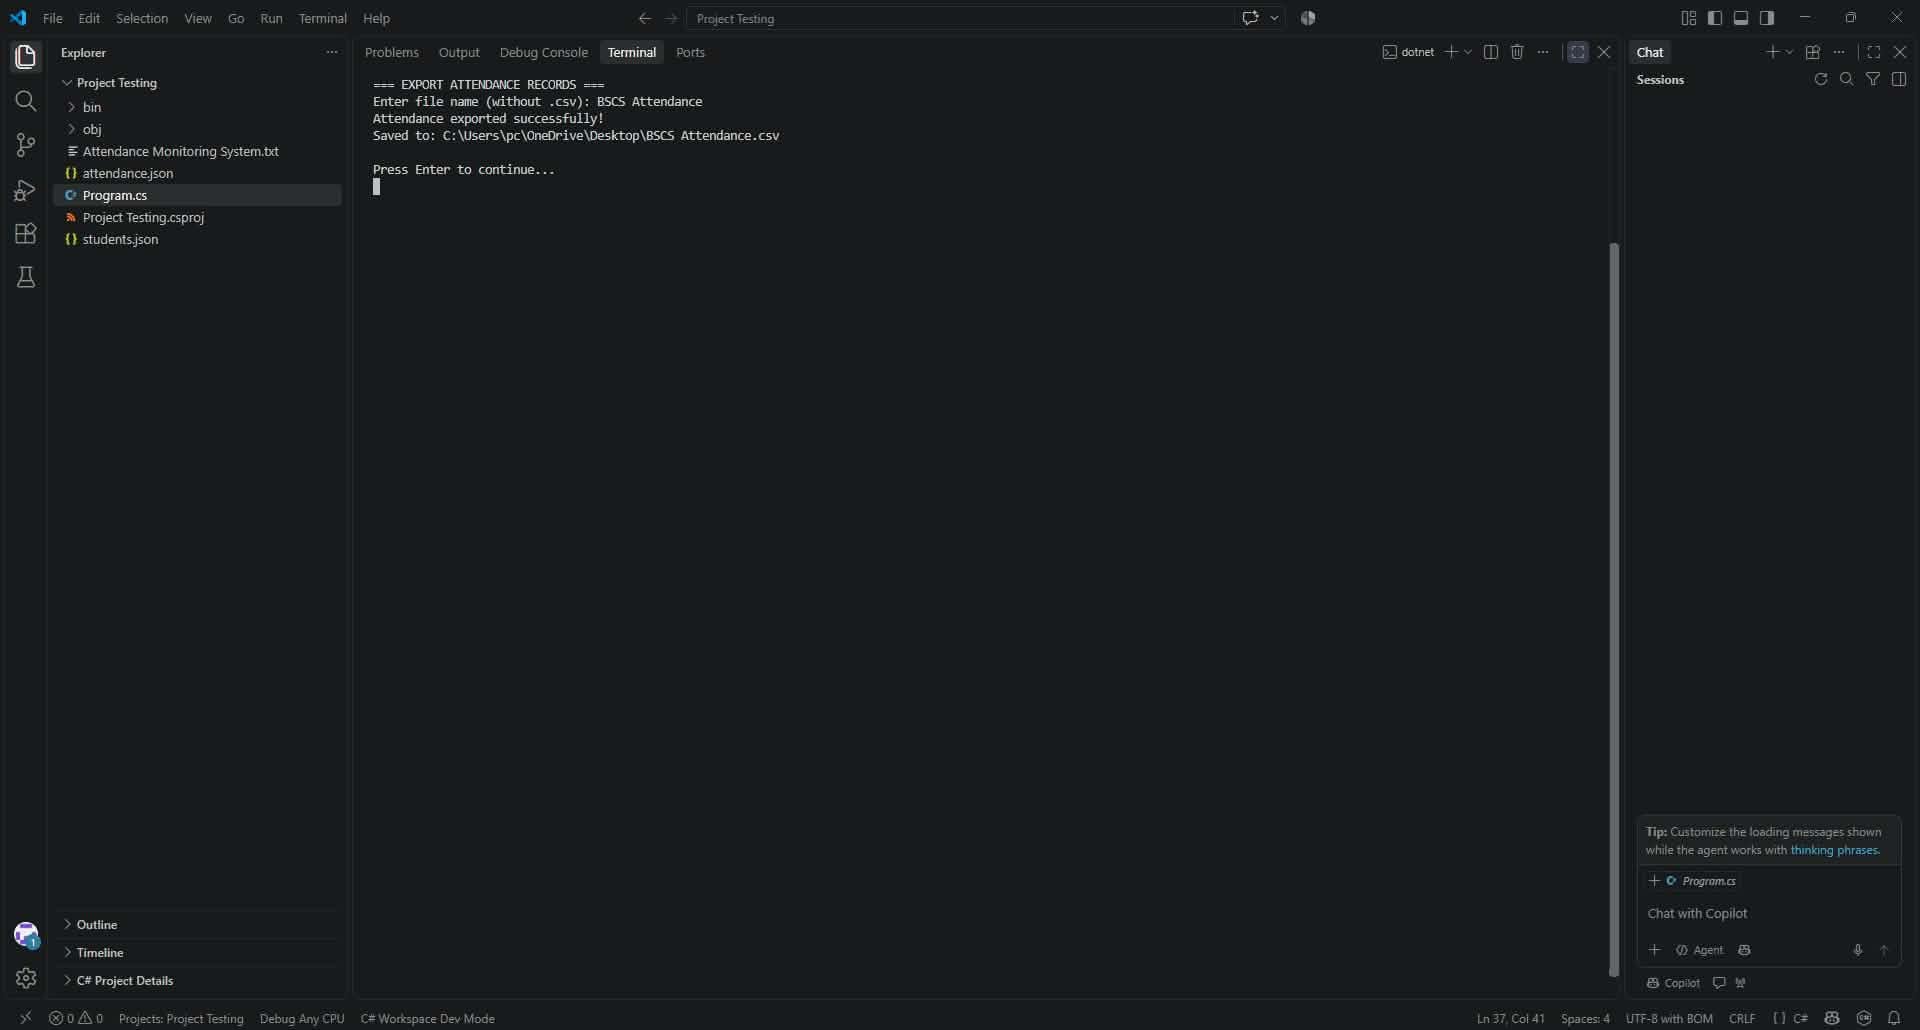 File Edit Selection View Go Run Terminal Help
Project Testing
Explorer
Project Testing
bin
obj
Attendance Monitoring System.txt
attendance.json
Program.cs
Project Testing.csproj
students.json
Outline
Timeline
C# Project Details
Problems Output Debug Console Terminal Ports
dotnet
=== EXPORT ATTENDANCE RECORDS ===
Enter file name (without .csv): BSCS Attendance
Attendance exported successfully!
Saved to: C:\Users\pc\OneDrive\Desktop\BSCS Attendance.csv
Press Enter to continue...
Chat
Sessions
Tip: Customize the loading messages shown
while the agent works with thinking phrases.
Program.cs
Chat with Copilot
Agent
Copilot
1
0 0 Projects: Project Testing Debug Any CPU C# Workspace Dev Mode
Ln 37, Col 41 Spaces: 4 UTF-8 with BOM CRLF {} C#